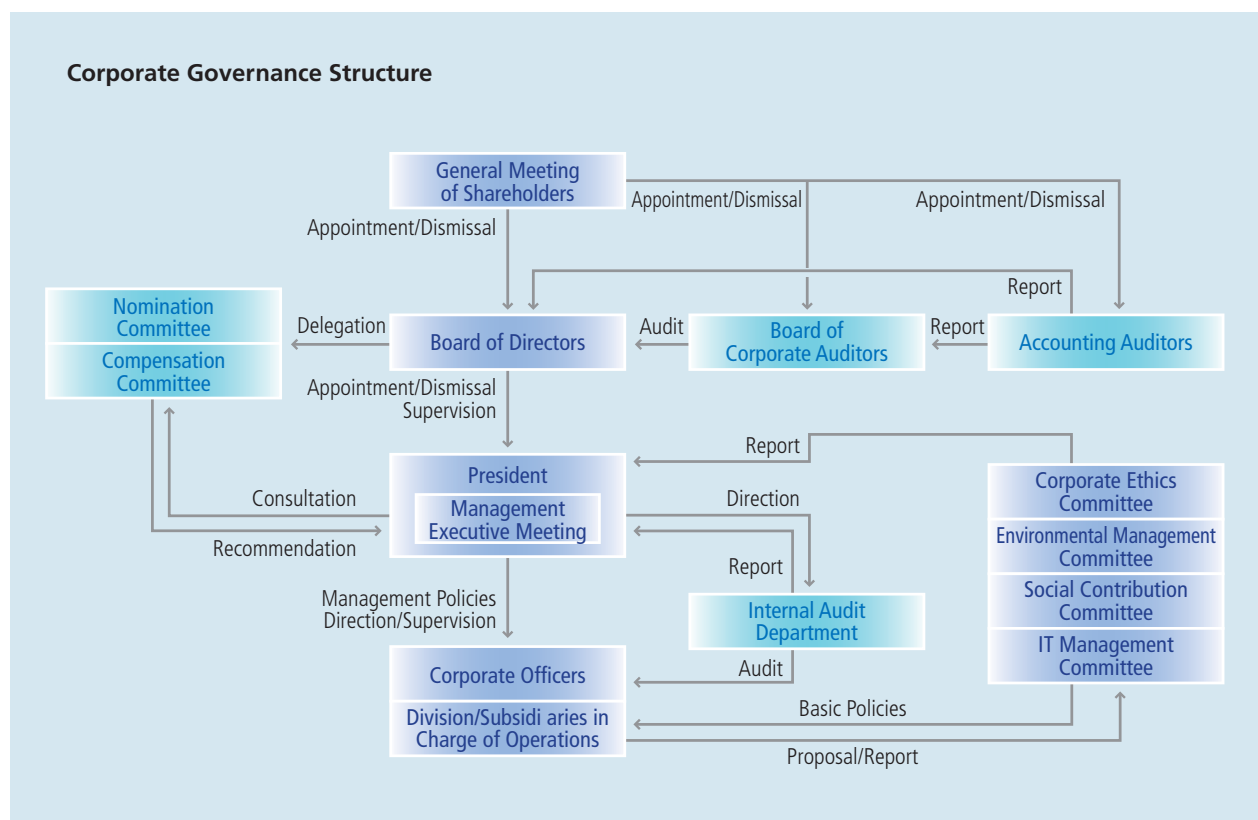 Corporate Governance Structure
General Meeting
of Shareholders
Appointment/Dismissal
Appointment/Dismissal
Appointment/Dismissal
Report
Nomination
Committee
Compensation
Committee
Delegation
Board of Directors
Audit
Board of
Corporate Auditors
Report
Accounting Auditors
Appointment/Dismissal
Supervision
Report
President
Management
Executive Meeting
Consultation
Recommendation
Direction
Report
Corporate Ethics
Committee
Environmental Management
Committee
Social Contribution
Committee
IT Management
Committee
Management Policies
Direction/Supervision
Internal Audit
Department
Audit
Corporate Officers
Division/Subsidi aries in
Charge of Operations
Basic Policies
Proposal/Report